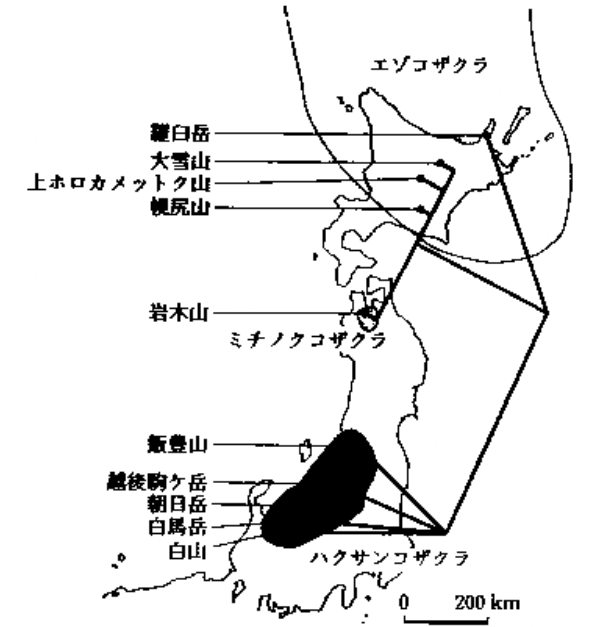 エゾコザクラ
羅臼岳
大雪山
上ホロカメットク山
幌尻山
岩木山
ミチノクコザクラ
飯豊山
越後駒ケ岳
朝日岳
白馬岳
白山
ハクサンコザクラ
0 200 km